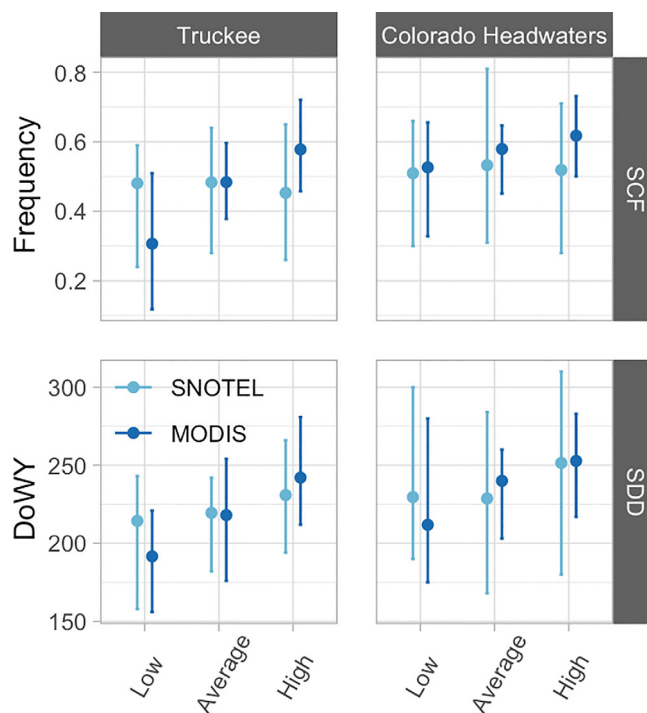 Truckee
Colorado Headwaters
Frequency
0.8
0.6
0.4
0.2
SCF
DoWY
300
250
200
150
SNOTEL
MODIS
SDD
Low
Average
High
Low
Average
High